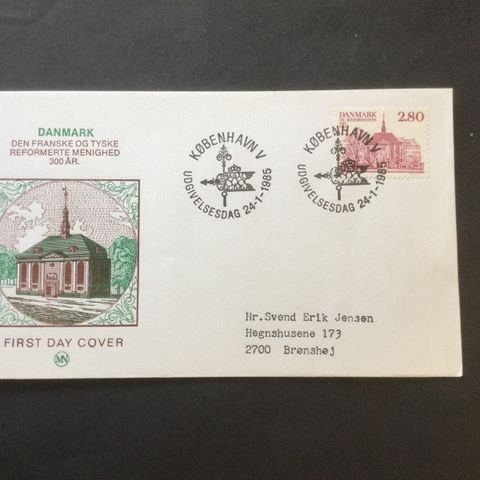 DANMARK
DEN FRANSKE OG TYSKE
REFORMERTE MENIGHED
300 ÅR.
FIRST DAY COVER
MN
KØBENHAVN V
UDGIVELSESDAG 24-1-1985
KØBENHAVN V
UDGIVELSESDAG 24-1-1985
DANMARK 2.80
REFORMERTE
Hr.Svend Erik Jensen
Hegnshusene 173
2700 Brønshøj